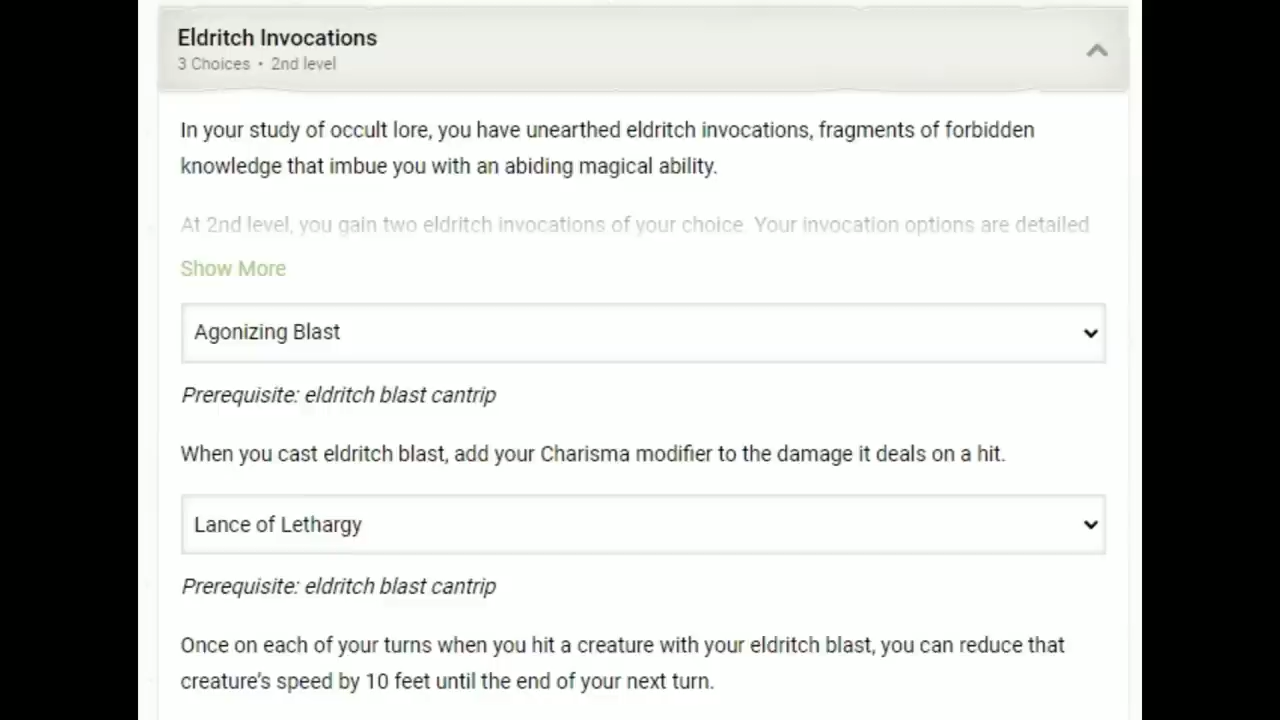 Eldritch Invocations
3 Choices • 2nd level
In your study of occult lore, you have unearthed eldritch invocations, fragments of forbidden
knowledge that imbue you with an abiding magical ability.
At 2nd level, you gain two eldritch invocations of your choice. Your invocation options are detailed
Show More
Agonizing Blast
Prerequisite: eldritch blast cantrip
When you cast eldritch blast, add your Charisma modifier to the damage it deals on a hit.
Lance of Lethargy
Prerequisite: eldritch blast cantrip
Once on each of your turns when you hit a creature with your eldritch blast, you can reduce that
creature's speed by 10 feet until the end of your next turn.